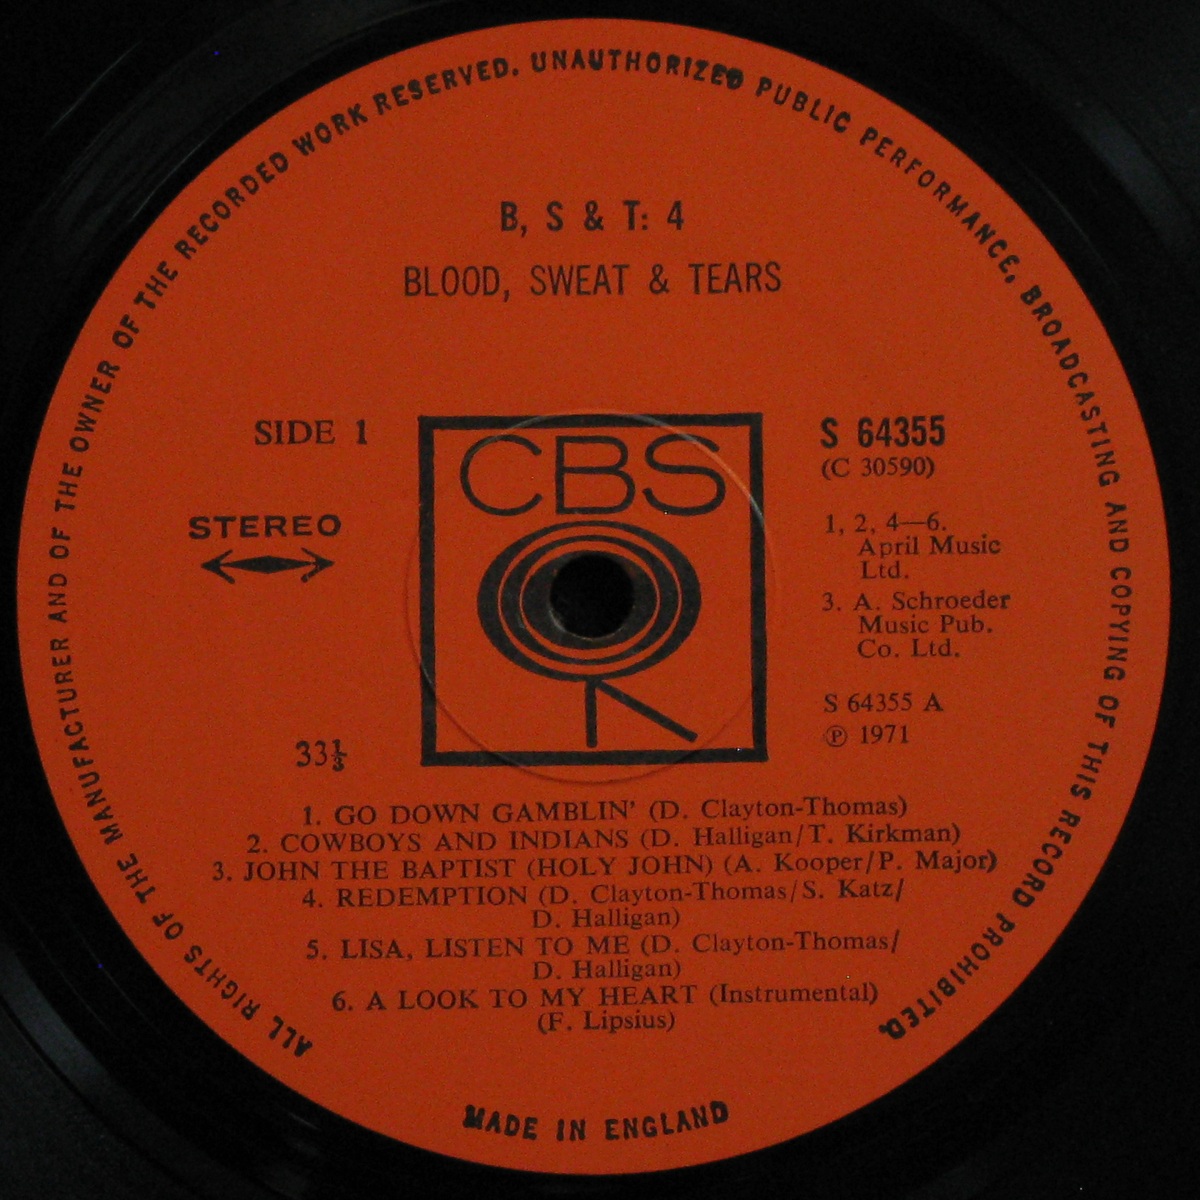 ALL RIGHTS OF THE MANUFACTURER AND OF THE OWNER OF THE RECORDED WORK RESERVED. UNAUTHORIZED PUBLIC PERFORMANCE, BROADCASTING AND COPYING OF THIS RECORD PROHIBITED.
B, S & T: 4
BLOOD, SWEAT & TEARS
SIDE 1
STEREO
33⅓
CBS
S 64355
(C 30590)
1, 2, 4—6.
April Music
Ltd.
3. A. Schroeder
Music Pub.
Co. Ltd.
S 64355 A
℗ 1971
1. GO DOWN GAMBLIN' (D. Clayton-Thomas)
2. COWBOYS AND INDIANS (D. Halligan/T. Kirkman)
3. JOHN THE BAPTIST (HOLY JOHN) (A. Kooper/P. Major)
4. REDEMPTION (D. Clayton-Thomas/S. Katz/
D. Halligan)
5. LISA, LISTEN TO ME (D. Clayton-Thomas/
D. Halligan)
6. A LOOK TO MY HEART (Instrumental)
(F. Lipsius)
MADE IN ENGLAND